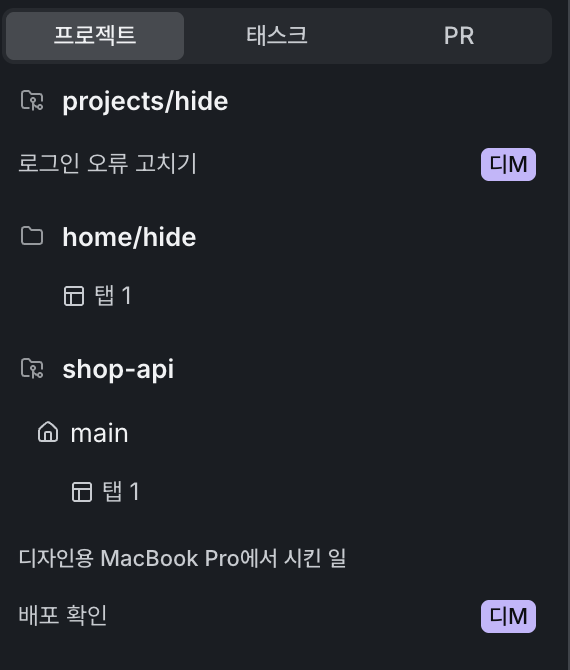 프로젝트 태스크 PR
projects/hide
로그인 오류 고치기 디M
home/hide
탭 1
shop-api
main
탭 1
디자인용 MacBook Pro에서 시킨 일
배포 확인 디M